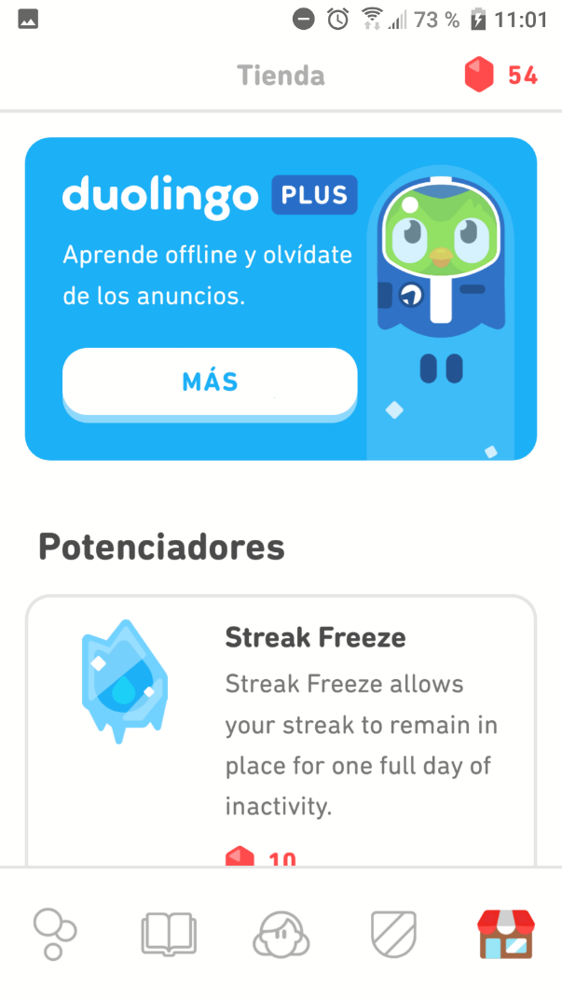 73 % 11:01
Tienda 54
duolingo PLUS
Aprende offline y olvídate
de los anuncios.
MÁS
Potenciadores
Streak Freeze
Streak Freeze allows
your streak to remain in
place for one full day of
inactivity.
10